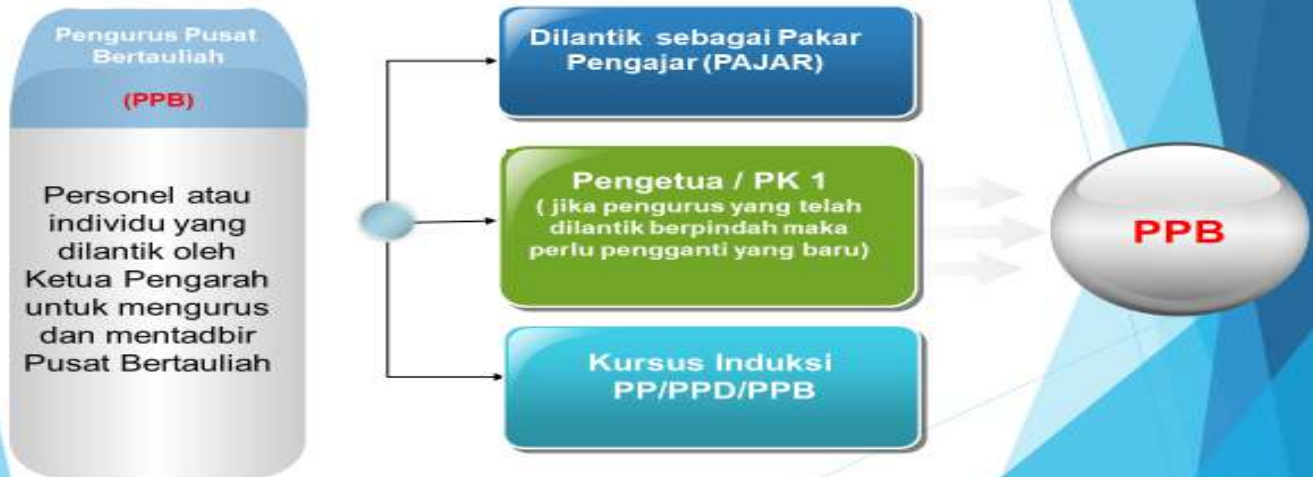 Pengurus Pusat
Bertauliah
(PPB)
Personel atau
individu yang
dilantik oleh
Ketua Pengarah
untuk mengurus
dan mentadbir
Pusat Bertauliah
Dilantik sebagai Pakar
Pengajar (PAJAR)
Pengetua / PK 1
( jika pengurus yang telah
dilantik berpindah maka
perlu pengganti yang baru)
Kursus Induksi
PP/PPD/PPB
PPB